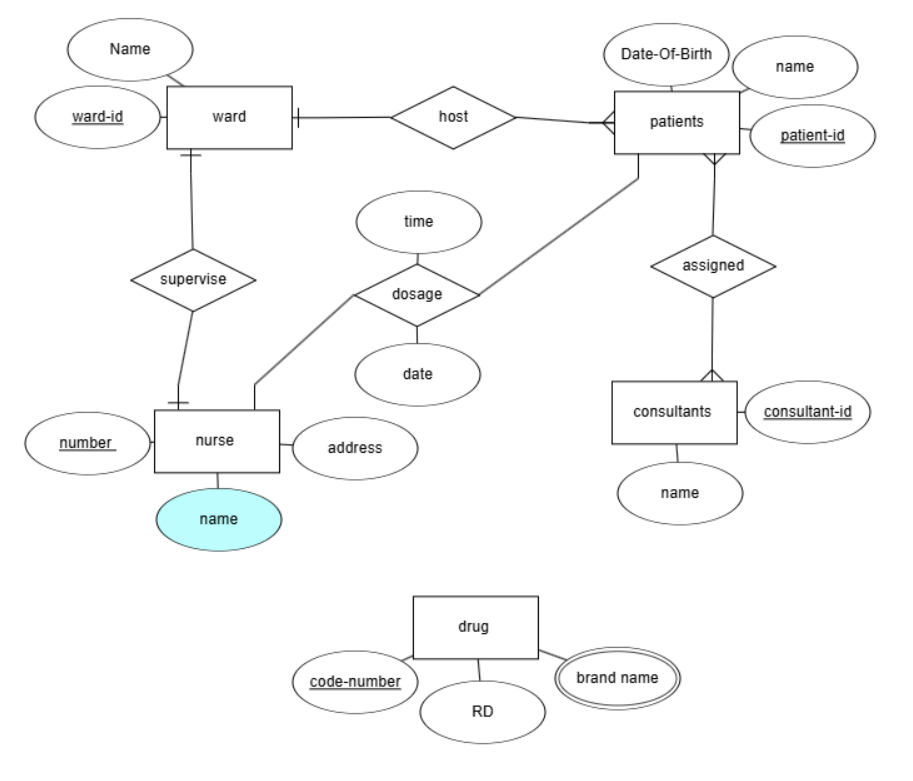 Name
Date-Of-Birth
name
ward-id
ward
host
patients
patient-id
time
supervise
dosage
assigned
date
number
nurse
address
consultants
consultant-id
name
name
drug
code-number
RD
brand name